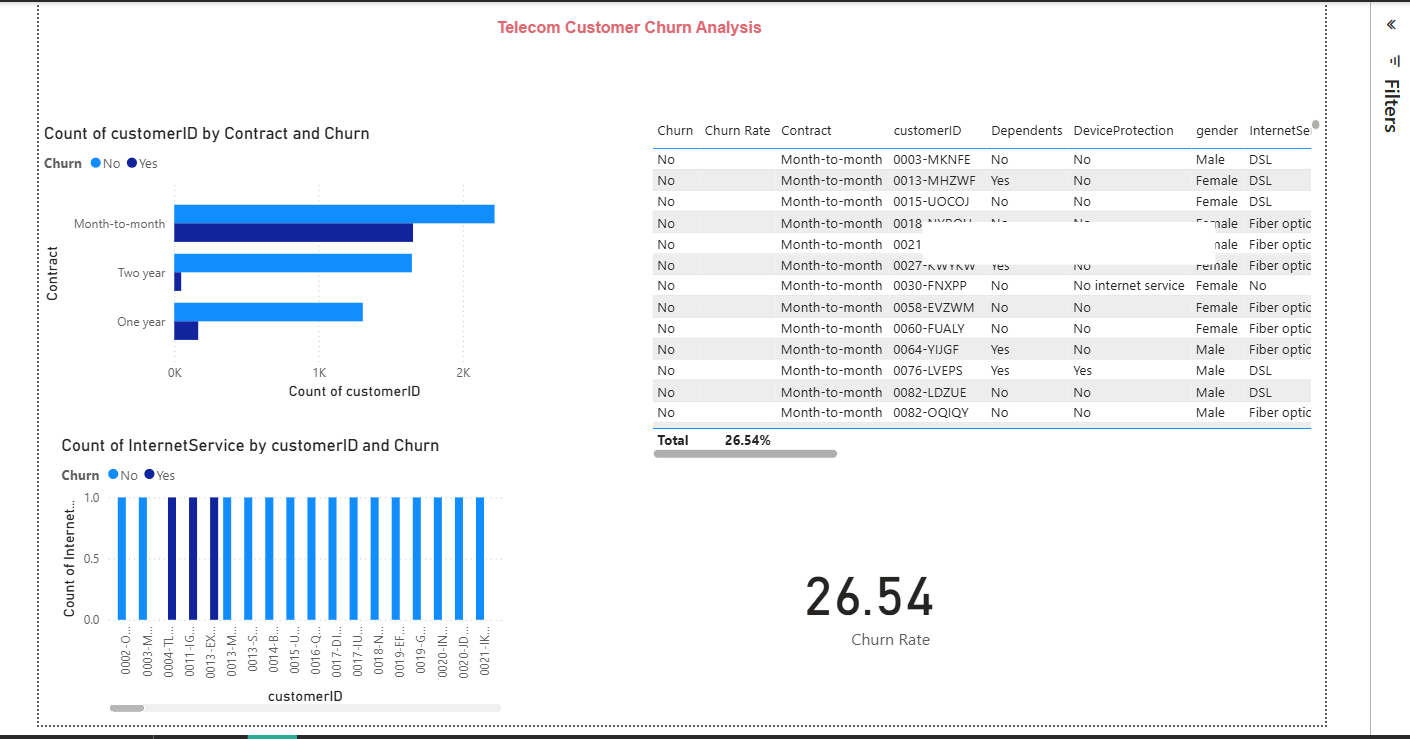 Telecom Customer Churn Analysis
Filters
Count of customerID by Contract and Churn
Churn No Yes
Contract
Month-to-month
Two year
One year
0K 1K 2K
Count of customerID
Count of InternetService by customerID and Churn
Churn No Yes
Count of Internet...
1.0
0.5
0.0
0002-O...
0003-M...
0004-TL...
0011-IG...
0013-EX...
0013-M...
0013-S...
0014-B...
0015-U...
0016-Q...
0017-DI...
0017-IU...
0018-N...
0019-EF...
0019-G...
0020-IN...
0020-JD...
0021-IK...
customerID
Churn Churn Rate Contract customerID Dependents DeviceProtection gender InternetSe
No Month-to-month 0003-MKNFE No No Male DSL
No Month-to-month 0013-MHZWF Yes No Female DSL
No Month-to-month 0015-UOCOJ No No Female DSL
No Month-to-month 0018 Fiber optic
No Month-to-month 0021 Fiber optic
No Month-to-month 0027-KWYKW Yes No Female Fiber optic
No Month-to-month 0030-FNXPP No No internet service Female No
No Month-to-month 0058-EVZWM No No Female Fiber optic
No Month-to-month 0060-FUALY No No Female Fiber optic
No Month-to-month 0064-YIJGF Yes No Male Fiber optic
No Month-to-month 0076-LVEPS Yes Yes Male DSL
No Month-to-month 0082-LDZUE No No Male DSL
No Month-to-month 0082-OQIQY No No Male Fiber optic
Total 26.54%
26.54
Churn Rate